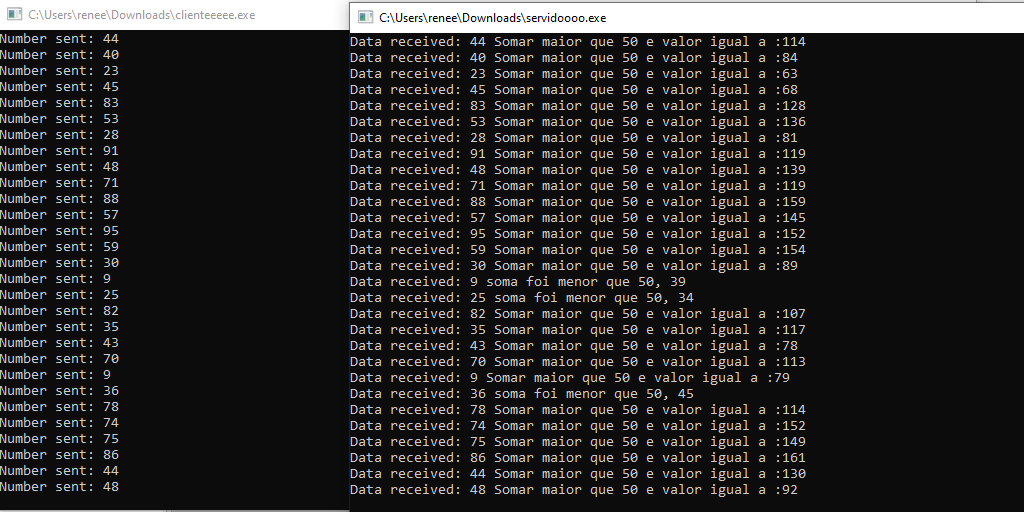 C:\Users\renee\Downloads\clienteeeee.exe
Number sent: 44
Number sent: 40
Number sent: 23
Number sent: 45
Number sent: 83
Number sent: 53
Number sent: 28
Number sent: 91
Number sent: 48
Number sent: 71
Number sent: 88
Number sent: 57
Number sent: 95
Number sent: 59
Number sent: 30
Number sent: 9
Number sent: 25
Number sent: 82
Number sent: 35
Number sent: 43
Number sent: 70
Number sent: 9
Number sent: 36
Number sent: 78
Number sent: 74
Number sent: 75
Number sent: 86
Number sent: 44
Number sent: 48
C:\Users\renee\Downloads\servidoooo.exe
Data received: 44 Somar maior que 50 e valor igual a :114
Data received: 40 Somar maior que 50 e valor igual a :84
Data received: 23 Somar maior que 50 e valor igual a :63
Data received: 45 Somar maior que 50 e valor igual a :68
Data received: 83 Somar maior que 50 e valor igual a :128
Data received: 53 Somar maior que 50 e valor igual a :136
Data received: 28 Somar maior que 50 e valor igual a :81
Data received: 91 Somar maior que 50 e valor igual a :119
Data received: 48 Somar maior que 50 e valor igual a :139
Data received: 71 Somar maior que 50 e valor igual a :119
Data received: 88 Somar maior que 50 e valor igual a :159
Data received: 57 Somar maior que 50 e valor igual a :145
Data received: 95 Somar maior que 50 e valor igual a :152
Data received: 59 Somar maior que 50 e valor igual a :154
Data received: 30 Somar maior que 50 e valor igual a :89
Data received: 9 soma foi menor que 50, 39
Data received: 25 soma foi menor que 50, 34
Data received: 82 Somar maior que 50 e valor igual a :107
Data received: 35 Somar maior que 50 e valor igual a :117
Data received: 43 Somar maior que 50 e valor igual a :78
Data received: 70 Somar maior que 50 e valor igual a :113
Data received: 9 Somar maior que 50 e valor igual a :79
Data received: 36 soma foi menor que 50, 45
Data received: 78 Somar maior que 50 e valor igual a :114
Data received: 74 Somar maior que 50 e valor igual a :152
Data received: 75 Somar maior que 50 e valor igual a :149
Data received: 86 Somar maior que 50 e valor igual a :161
Data received: 44 Somar maior que 50 e valor igual a :130
Data received: 48 Somar maior que 50 e valor igual a :92